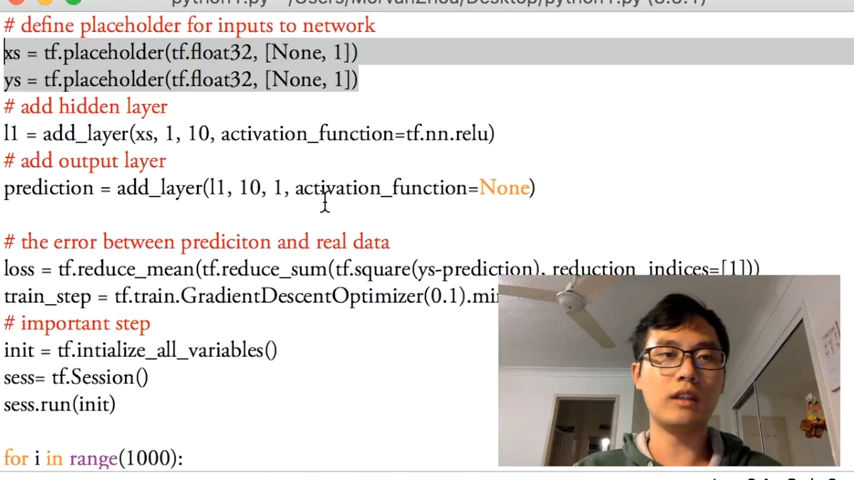 # define placeholder for inputs to network
xs = tf.placeholder(tf.float32, [None, 1])
ys = tf.placeholder(tf.float32, [None, 1])
# add hidden layer
l1 = add_layer(xs, 1, 10, activation_function=tf.nn.relu)
# add output layer
prediction = add_layer(l1, 10, 1, activation_function=None)
# the error between prediciton and real data
loss = tf.reduce_mean(tf.reduce_sum(tf.square(ys-prediction), reduction_indices=[1]))
train_step = tf.train.GradientDescentOptimizer(0.1).mi
# important step
init = tf.intialize_all_variables()
sess= tf.Session()
sess.run(init)
for i in range(1000):